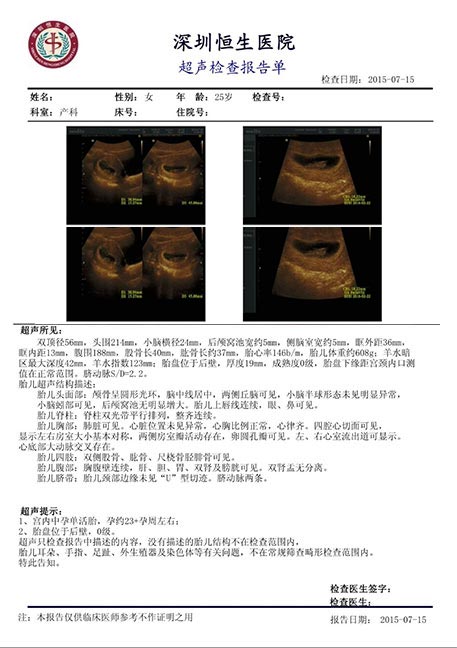 深圳恒生医院
超声检查报告单
检查日期：2015-07-15
姓名： 性别：女 年 龄：25岁 检查号：
科室：产科 床号： 住院号：
超声所见：
双顶径56mm，头围214mm，小脑横径24mm，后颅窝池宽约5mm，侧脑室宽约5mm，眶外距36mm，
眶内距13mm，腹围188mm，股骨长40mm，肱骨长约37mm，胎心率146b/m，胎儿体重约608g；羊水暗
区最大深度42mm，羊水指数123mm；胎盘位于后壁，厚度19mm，成熟度0级，胎盘下缘距宫颈内口测
值在正常范围。脐动脉S/D=2.2。
胎儿超声结构描述：
胎儿头面部：颅骨呈圆形光环，脑中线居中，两侧丘脑可见，小脑半球形态未见明显异常，
小脑蚓部可见，后颅窝池无明显增大。胎儿上唇线连续，眼、鼻可见。
胎儿脊柱：脊柱双光带平行排列，整齐连续。
胎儿胸部：肺脏可见。心脏位置未见异常，心胸比例正常，心律齐。四腔心切面可见，
显示左右房室大小基本对称，两侧房室瓣活动存在，卵圆孔瓣可见。左、右心室流出道可显示。
心底部大动脉交叉存在。
胎儿四肢：双侧股骨、肱骨、尺桡骨胫腓骨可见。
胎儿腹部：胸腹壁连续，肝、胆、胃、双肾及膀胱可见。双肾盂无分离。
胎儿脐带：胎儿颈部边缘未见“U”型切迹。脐动脉两条。
超声提示：
1、宫内中孕单活胎，孕约23+孕周左右；
2、胎盘位于后壁，0级。
超声只检查报告中描述的内容，没有描述的胎儿结构不在检查范围内，
胎儿耳朵、手指、足趾、外生殖器及染色体等有关问题，不在常规筛查畸形检查范围内。
特此告知。
检查医生签字：
检查医生：
注：本报告仅供临床医师参考不作证明之用 报告日期： 2015-07-15